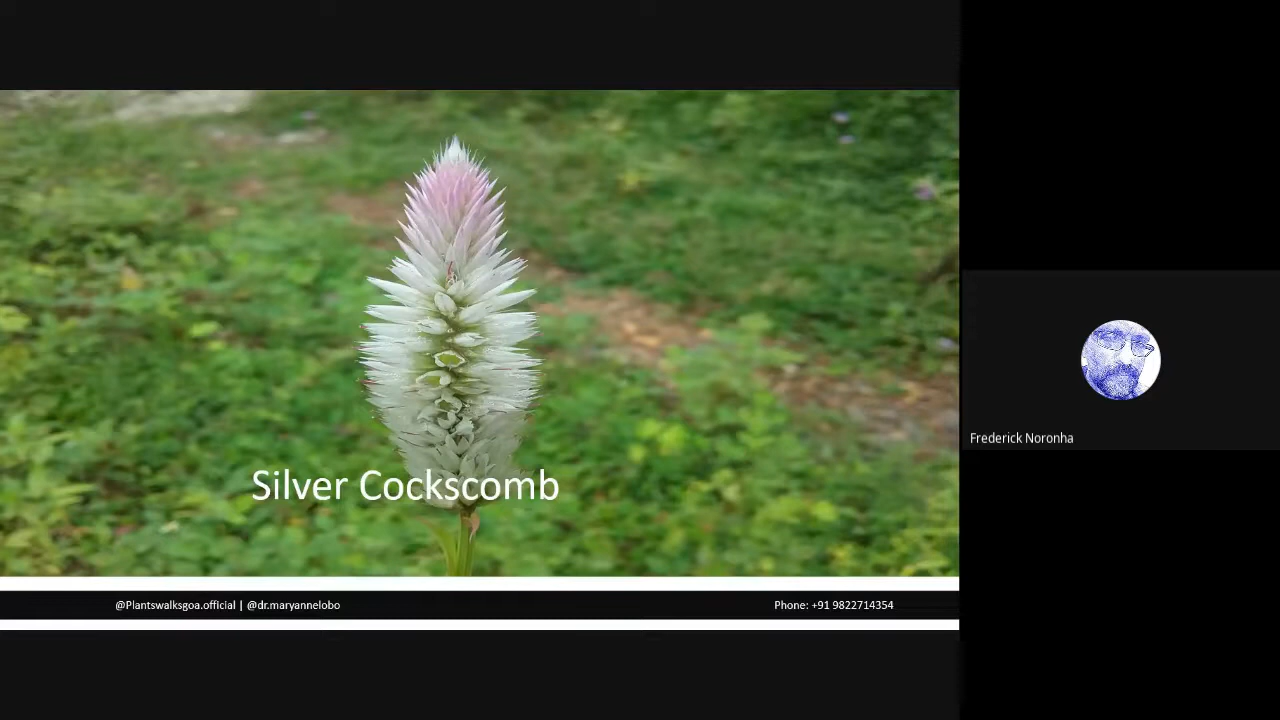 Silver Cockscomb
@Plantswalksgoa.official | @dr.maryannelobo
Phone: +91 9822714354
Frederick Noronha